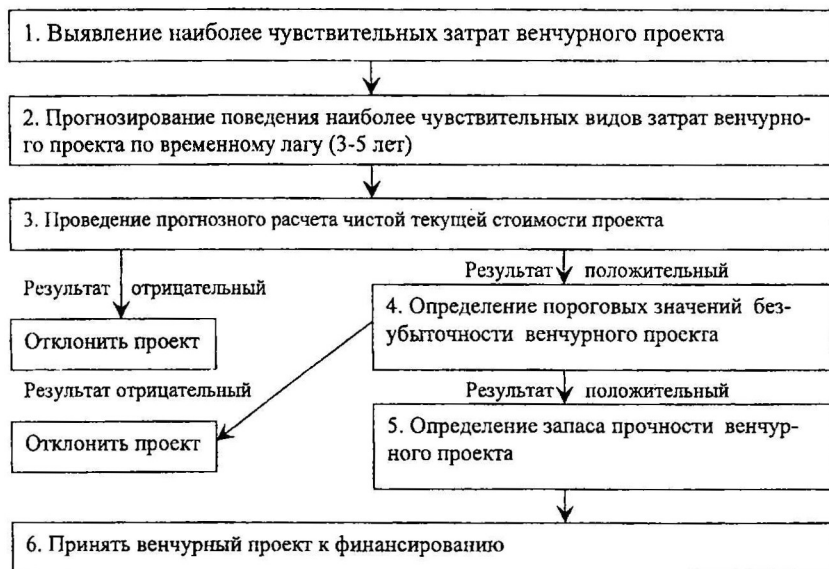 1. Выявление наиболее чувствительных затрат венчурного проекта
2. Прогнозирование поведения наиболее чувствительных видов затрат венчурно-
го проекта по временному лагу (3-5 лет)
3. Проведение прогнозного расчета чистой текущей стоимости проекта
Результат отрицательный
Результат положительный
Отклонить проект
4. Определение пороговых значений без-
убыточности венчурного проекта
Результат отрицательный
Результат положительный
Отклонить проект
5. Определение запаса прочности венчур-
ного проекта
6. Принять венчурный проект к финансированию